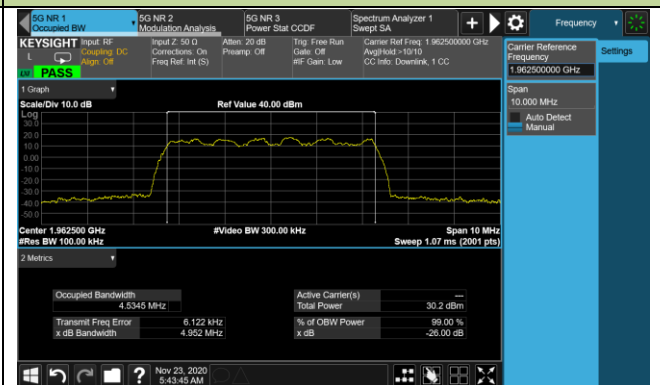 5G NR 1
Occupied BW
5G NR 2
Modulation Analysis
5G NR 3
Power Stat CCDF
Spectrum Analyzer 1
Swept SA
+
Frequency
KEYSIGHT
L
LW
PASS
Input: RF
Coupling: DC
Align: Off
Input Z: 50 Ω
Corrections: On
Freq Ref: Int (S)
Atten: 20 dB
Preamp: Off
Trig: Free Run
Gate: Off
#IF Gain: Low
Carrier Ref Freq: 1.962500000 GHz
Avg|Hold:>10/10
CC Info: Downlink, 1 CC
Carrier Reference
Frequency
1.962500000 GHz
Settings
Span
10.000 MHz
Auto Detect
Manual
1 Graph
Scale/Div 10.0 dB
Ref Value 40.00 dBm
Log
30.0
20.0
10.0
0.00
-10.0
-20.0
-30.0
-40.0
-50.0
Center 1.962500 GHz
#Video BW 300.00 kHz
Span 10 MHz
#Res BW 100.00 kHz
Sweep 1.07 ms (2001 pts)
2 Metrics
Occupied Bandwidth
4.5345 MHz
Active Carrier(s)
---
Total Power
30.2 dBm
Transmit Freq Error
6.122 kHz
% of OBW Power
99.00 %
x dB Bandwidth
4.952 MHz
x dB
-26.00 dB
?
Nov 23, 2020
5:43:45 AM